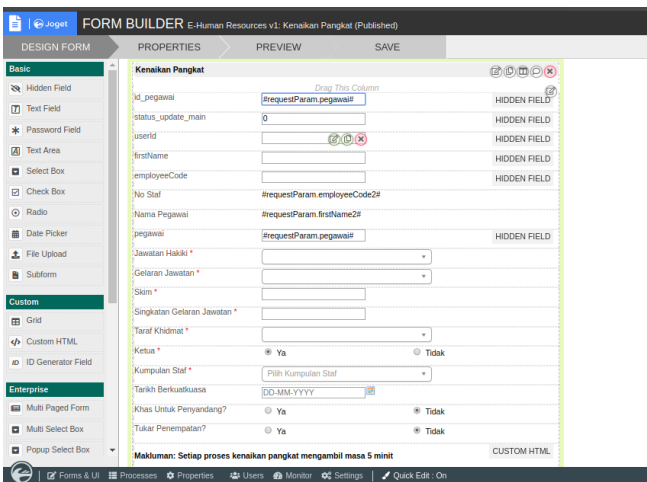 Joget FORM BUILDER E-Human Resources v1: Kenaikan Pangkat (Published)
DESIGN FORM PROPERTIES PREVIEW SAVE
Basic
Hidden Field
Text Field
Password Field
Text Area
Select Box
Check Box
Radio
Date Picker
File Upload
Subform
Custom
Grid
Custom HTML
ID Generator Field
Enterprise
Multi Paged Form
Multi Select Box
Popup Select Box
Kenaikan Pangkat
Drag This Column
id_pegawai #requestParam.pegawai# HIDDEN FIELD
status_update_main 0 HIDDEN FIELD
userId HIDDEN FIELD
firstName HIDDEN FIELD
employeeCode HIDDEN FIELD
No Staf #requestParam.employeeCode2#
Nama Pegawai #requestParam.firstName2#
pegawai #requestParam.pegawai# HIDDEN FIELD
Jawatan Hakiki *
Gelaran Jawatan *
Skim *
Singkatan Gelaran Jawatan *
Taraf Khidmat *
Ketua * Ya Tidak
Kumpulan Staf * Pilih Kumpulan Staf
Tarikh Berkuatkuasa DD-MM-YYYY
Khas Untuk Penyandang? Ya Tidak
Tukar Penempatan? Ya Tidak
Makluman: Setiap proses kenaikan pangkat mengambil masa 5 minit CUSTOM HTML
Forms & UI Processes Properties Users Monitor Settings Quick Edit : On